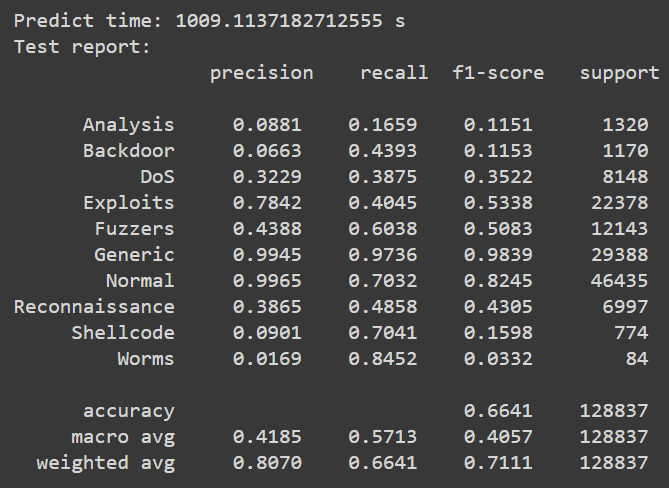 Predict time: 1009.1137182712555 s
Test report:
precision recall f1-score support
Analysis 0.0881 0.1659 0.1151 1320
Backdoor 0.0663 0.4393 0.1153 1170
DoS 0.3229 0.3875 0.3522 8148
Exploits 0.7842 0.4045 0.5338 22378
Fuzzers 0.4388 0.6038 0.5083 12143
Generic 0.9945 0.9736 0.9839 29388
Normal 0.9965 0.7032 0.8245 46435
Reconnaissance 0.3865 0.4858 0.4305 6997
Shellcode 0.0901 0.7041 0.1598 774
Worms 0.0169 0.8452 0.0332 84
accuracy 0.6641 128837
macro avg 0.4185 0.5713 0.4057 128837
weighted avg 0.8070 0.6641 0.7111 128837